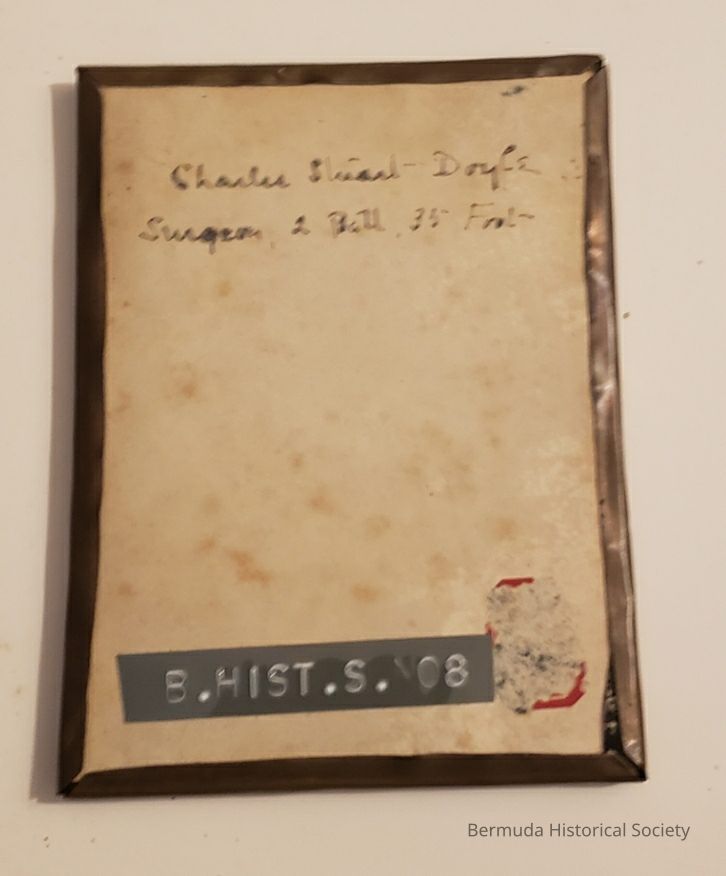 Charles Stuart Doyle
Surgeon, 2 Batt. 35 Foot
B.HIST.S.'08
Bermuda Historical Society